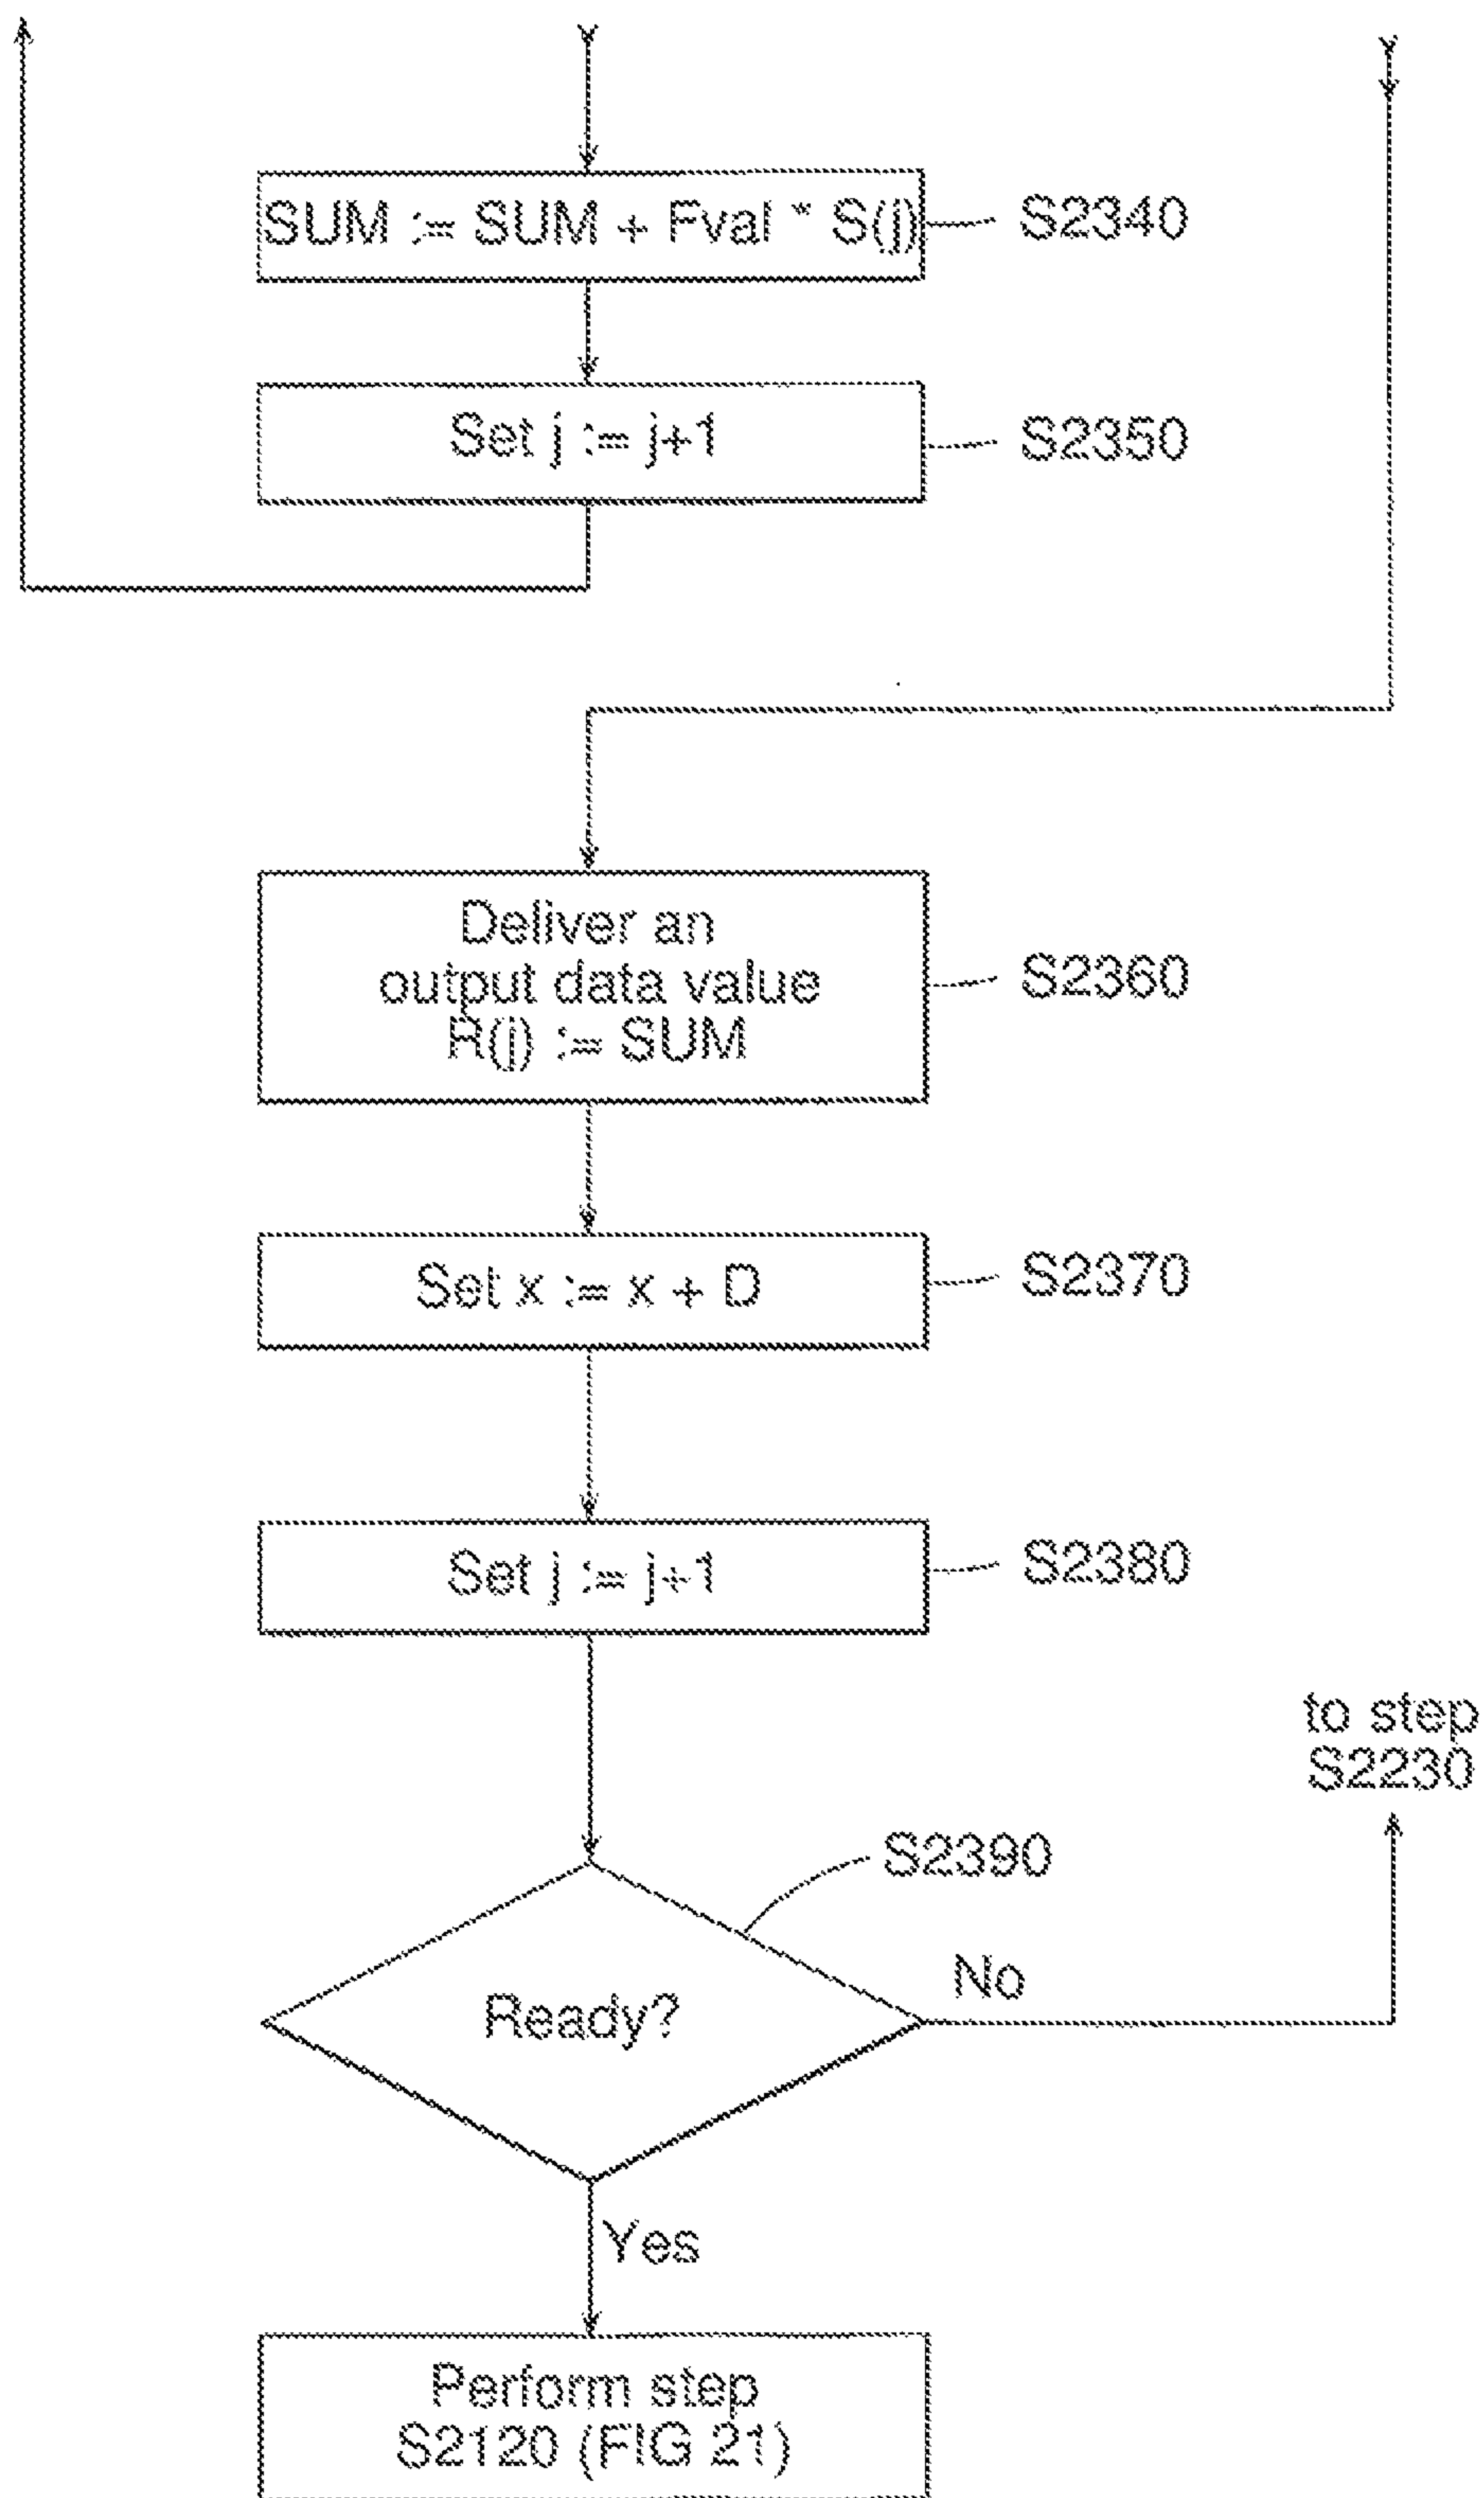 SUM := SUM + Fval * S(j)
S2340
Set j := j+1
S2350
Deliver an
output data value
R(j) := SUM
S2360
Set x := x + D
S2370
Set j := j+1
S2380
to step
S2230
S2390
No
Ready?
Yes
Perform step
S2120 (FIG 21)